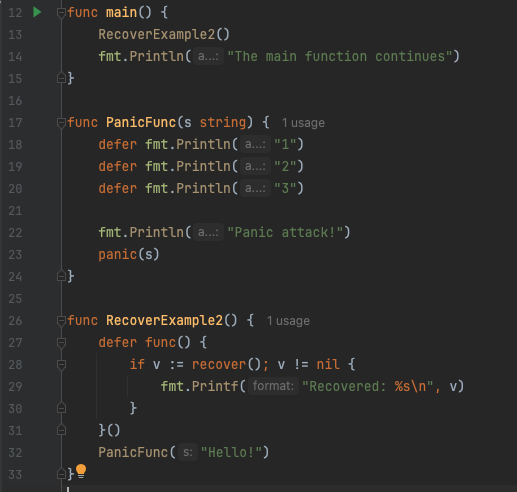 12 func main() {
13 RecoverExample2()
14 fmt.Println( a...: "The main function continues")
15 }
16
17 func PanicFunc(s string) { 1 usage
18 defer fmt.Println( a...: "1")
19 defer fmt.Println( a...: "2")
20 defer fmt.Println( a...: "3")
21
22 fmt.Println( a...: "Panic attack!")
23 panic(s)
24 }
25
26 func RecoverExample2() { 1 usage
27 defer func() {
28 if v := recover(); v != nil {
29 fmt.Printf( format: "Recovered: %s\n", v)
30 }
31 }()
32 PanicFunc( s: "Hello!")
33 }